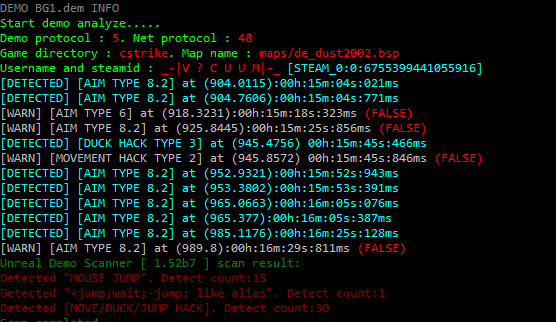 DEMO BG1.dem INFO
Start demo analyze.....
Demo protocol : 5. Net protocol : 48
Game directory : cstrike. Map name : maps/de_dust2002.bsp
Username and steamid : _-|V ? C U U M|-_ [STEAM_0:0:6755399441055916]
[DETECTED] [AIM TYPE 8.2] at (904.0115):00h:15m:04s:021ms
[DETECTED] [AIM TYPE 8.2] at (904.7606):00h:15m:04s:771ms
[WARN] [AIM TYPE 6] at (918.3231):00h:15m:18s:323ms (FALSE)
[WARN] [AIM TYPE 8.2] at (925.8445):00h:15m:25s:856ms (FALSE)
[DETECTED] [DUCK HACK TYPE 3] at (945.4756) 00h:15m:45s:466ms
[WARN] [MOVEMENT HACK TYPE 2] at (945.8572) 00h:15m:45s:846ms (FALSE)
[DETECTED] [AIM TYPE 8.2] at (952.9321):00h:15m:52s:943ms
[DETECTED] [AIM TYPE 8.2] at (953.3802):00h:15m:53s:391ms
[DETECTED] [AIM TYPE 8.2] at (965.0663):00h:16m:05s:076ms
[DETECTED] [AIM TYPE 8.2] at (965.377):00h:16m:05s:387ms
[DETECTED] [AIM TYPE 8.2] at (985.1176):00h:16m:25s:128ms
[WARN] [AIM TYPE 8.2] at (989.8):00h:16m:29s:811ms (FALSE)
Unreal Demo Scanner [ 1.52b7 ] scan result:
Detected "MOUSE JUMP". Detect count:15
Detected "+jump;wait;-jump; like alias". Detect count:1
Detected [MOVE/DUCK/JUMP HACK]. Detect count:30
Scan completed